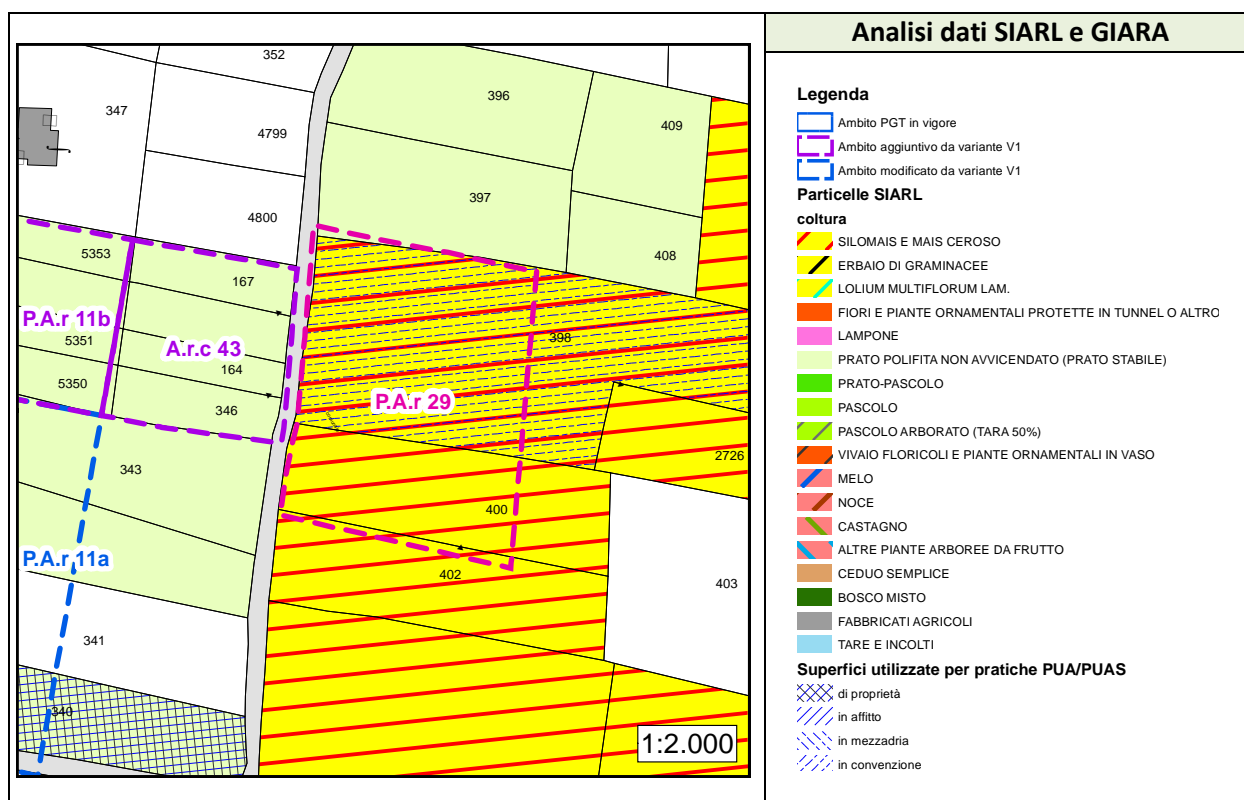 Analisi dati SIARL e GIARA
352
347
4799
4800
396
409
397
408
5353
167
P.A.r 11b
5351
A.r.c 43
164
5350
346
398
P.A.r 29
343
2726
400
P.A.r 11a
402
403
341
340
1:2.000
Legenda
Ambito PGT in vigore
Ambito aggiuntivo da variante V1
Ambito modificato da variante V1
Particelle SIARL
coltura
SILOMAIS E MAIS CEROSO
ERBAIO DI GRAMINACEE
LOLIUM MULTIFLORUM LAM.
FIORI E PIANTE ORNAMENTALI PROTETTE IN TUNNEL O ALTRO
LAMPONE
PRATO POLIFITA NON AVVICENDATO (PRATO STABILE)
PRATO-PASCOLO
PASCOLO
PASCOLO ARBORATO (TARA 50%)
VIVAIO FLORICOLI E PIANTE ORNAMENTALI IN VASO
MELO
NOCE
CASTAGNO
ALTRE PIANTE ARBOREE DA FRUTTO
CEDUO SEMPLICE
BOSCO MISTO
FABBRICATI AGRICOLI
TARE E INCOLTI
Superfici utilizzate per pratiche PUA/PUAS
di proprietà
in affitto
in mezzadria
in convenzione